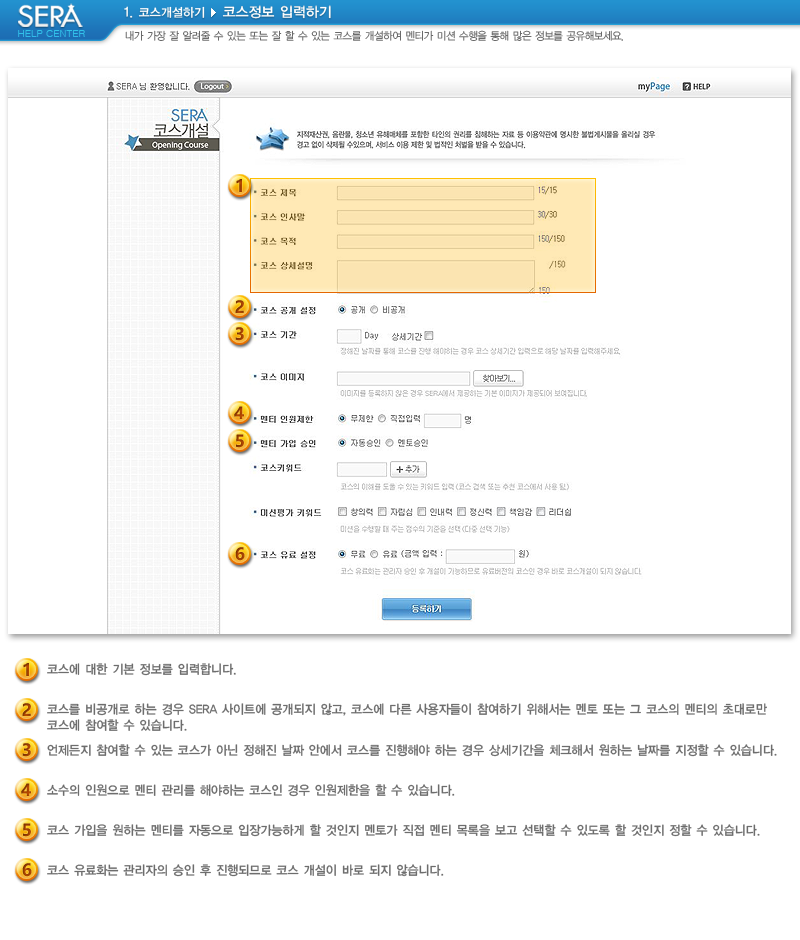 SERA
HELP CENTER
1. 코스개설하기 ▶ 코스정보 입력하기
내가 가장 잘 알려줄 수 있는 또는 잘 할 수 있는 코스를 개설하여 멘티가 미션 수행을 통해 많은 정보를 공유해보세요.
SERA 님 환영합니다. Logout
myPage ? HELP
SERA
코스개설
Opening Course
지적재산권, 음란물, 청소년 유해매체를 포함한 타인의 권리를 침해하는 자료 등 이용약관에 명시한 불법게시물을 올리실 경우
경고 없이 삭제될 수있으며, 서비스 이용 제한 및 법적인 처벌을 받을 수 있습니다.
1 * 코스 제목 15/15
* 코스 인사말 30/30
* 코스 목적 150/150
* 코스 상세설명 /150
150
2 * 코스 공개 설정 공개 비공개
3 * 코스 기간 Day 상세기간
정해진 날짜를 통해 코스를 진행 해야하는 경우 코스 상세기간 입력으로 해당 날짜를 입력해주세요.
* 코스 이미지 찾아보기...
이미지를 등록하지 않은 경우 SERA에서 제공하는 기본 이미지가 제공되어 보여집니다.
4 * 멘티 인원제한 무제한 직접입력 명
5 * 멘티 가입 승인 자동승인 멘토승인
* 코스키워드 +추가
코스의 이해를 도울 수 있는 키워드 입력 (코스 검색 또는 추천 코스에서 사용 됨.)
* 미션평가 키워드 창의력 자립심 인내력 정신력 책임감 리더쉽
미션을 수행할 때 주는 점수의 기준을 선택 (다중 선택 가능)
6 * 코스 유료 설정 무료 유료 (금액 입력 : 원)
코스 유료화는 관리자 승인 후 개설이 가능하므로 유료버전의 코스인 경우 바로 코스개설이 되지 않습니다.
등록하기
1 코스에 대한 기본 정보를 입력합니다.
2 코스를 비공개로 하는 경우 SERA 사이트에 공개되지 않고, 코스에 다른 사용자들이 참여하기 위해서는 멘토 또는 그 코스의 멘티의 초대로만
코스에 참여할 수 있습니다.
3 언제든지 참여할 수 있는 코스가 아닌 정해진 날짜 안에서 코스를 진행해야 하는 경우 상세기간을 체크해서 원하는 날짜를 지정할 수 있습니다.
4 소수의 인원으로 멘티 관리를 해야하는 코스인 경우 인원제한을 할 수 있습니다.
5 코스 가입을 원하는 멘티를 자동으로 입장가능하게 할 것인지 멘토가 직접 멘티 목록을 보고 선택할 수 있도록 할 것인지 정할 수 있습니다.
6 코스 유료화는 관리자의 승인 후 진행되므로 코스 개설이 바로 되지 않습니다.